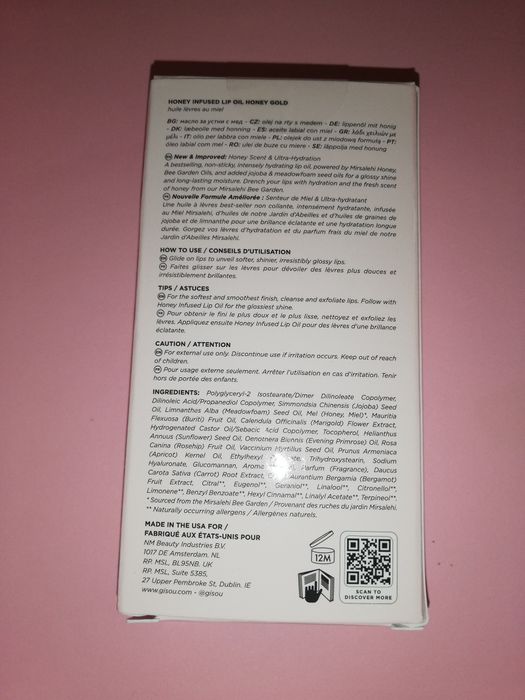 HONEY INFUSED LIP OIL HONEY GOLD
huile lèvres au miel
BG: масло за устни с мед - CZ: olej na rty s medem - DE: lippenöl mit honig
- DK: læbeolie med honning - ES: aceite labial con miel - GR: λάδι χειλιών με
μέλι - IT: olio per labbra con miele - PL: olejek do ust z miodową formułą - PT:
óleo labial com mel - RO: ulei de buze cu miere - SE: läppolja med honung
EN New & Improved: Honey Scent & Ultra-Hydration
A bestselling, non-sticky, intensely hydrating lip oil, powered by Mirsalehi Honey,
Bee Garden Oils, and added jojoba & meadowfoam seed oils for a glossy shine
and long-lasting moisture. Drench your lips with hydration and the fresh scent
of honey from our Mirsalehi Bee Garden.
FR Nouvelle Formule Améliorée : Senteur de Miel & Ultra-hydratant
Une huile à lèvres best-seller non collante, intensément hydratante, infusée
au Miel Mirsalehi, d'huiles de notre Jardin d'Abeilles et d'huiles de graines de
jojoba et de limnanthe pour une brillance éclatante et une hydratation longue
durée. Gorgez vos lèvres d'hydratation et du parfum frais du miel de notre
Jardin d'Abeilles Mirsalehi.
HOW TO USE / CONSEILS D'UTILISATION
EN Glide on lips to unveil softer, shinier, irresistibly glossy lips.
FR Faites glisser sur les lèvres pour dévoiler des lèvres plus douces et
irrésistiblement brillantes.
TIPS / ASTUCES
EN For the softest and smoothest finish, cleanse and exfoliate lips. Follow with
Honey Infused Lip Oil for the glossiest shine.
FR Pour obtenir le fini le plus doux et le plus lisse, nettoyez et exfoliez les
lèvres. Appliquez ensuite Honey Infused Lip Oil pour des lèvres d'une brillance
éclatante.
CAUTION / ATTENTION
EN For external use only. Discontinue use if irritation occurs. Keep out of reach
of children.
FR Pour usage externe seulement. Arrêter l'utilisation en cas d'irritation. Tenir
hors de portée des enfants.
INGREDIENTS: Polyglyceryl-2 Isostearate/Dimer Dilinoleate Copolymer,
Dilinoleic Acid/Propanediol Copolymer, Simmondsia Chinensis (Jojoba) Seed
Oil, Limnanthes Alba (Meadowfoam) Seed Oil, Mel (Honey, Miel)*, Mauritia
Flexuosa (Buriti) Fruit Oil, Calendula Officinalis (Marigold) Flower Extract,
Hydrogenated Castor Oil/Sebacic Acid Copolymer, Tocopherol, Helianthus
Annuus (Sunflower) Seed Oil, Oenothera Biennis (Evening Primrose) Oil, Rosa
Canina (Rosehip) Fruit Oil, Vaccinium Myrtillus Seed Oil, Prunus Armeniaca
(Apricot) Kernel Oil, Ethylhexyl Trihydroxystearin, Sodium
Hyaluronate, Glucomannan, Aroma Parfum (Fragrance), Daucus
Carota Sativa (Carrot) Root Extract, Aurantium Bergamia (Bergamot)
Fruit Extract, Citral**, Eugenol**, Geraniol**, Linalool**, Citronellol**,
Limonene**, Benzyl Benzoate**, Hexyl Cinnamal**, Linalyl Acetate**, Terpineol**.
*Sourced from the Mirsalehi Bee Garden / Provenant des ruches du jardin Mirsalehi.
** Naturally occurring allergens / Allergènes naturels.
MADE IN THE USA FOR /
FABRIQUÉ AUX ÉTATS-UNIS POUR
NM Beauty Industries B.V.
1017 DE Amsterdam. NL
RP. MSL, BL95NB. UK
RP. MSL, Suite 5385,
27 Upper Pembroke St, Dublin. IE
www.gisou.com - @gisou
12M
SCAN TO
DISCOVER MORE